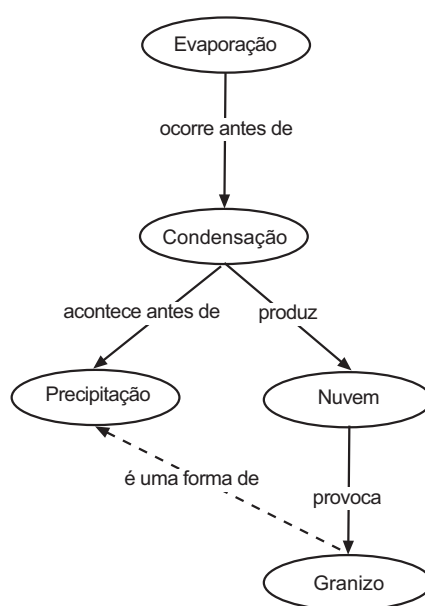 Evaporação
ocorre antes de
Condensação
acontece antes de
produz
Precipitação
Nuvem
é uma forma de
provoca
Granizo